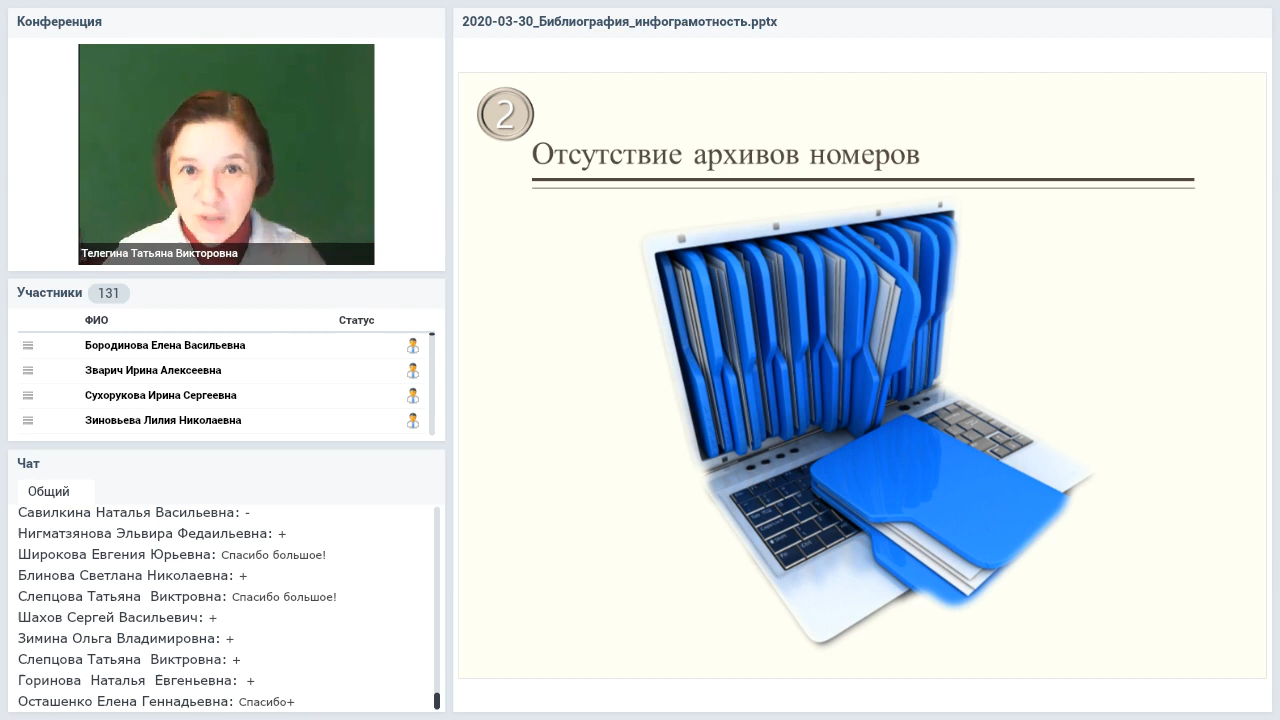 Конференция
Телегина Татьяна Викторовна
Участники 131
ФИО Статус
Бородинова Елена Васильевна
Зварич Ирина Алексеевна
Сухорукова Ирина Сергеевна
Зиновьева Лилия Николаевна
Чат
Общий
Савилкина Наталья Васильевна: -
Нигматзянова Эльвира Федаильевна: +
Широкова Евгения Юрьевна: Спасибо большое!
Блинова Светлана Николаевна: +
Слепцова Татьяна  Виктровна: Спасибо большое!
Шахов Сергей Васильевич: +
Зимина Ольга Владимировна: +
Слепцова Татьяна  Виктровна: +
Горинова  Наталья  Евгеньевна:  +
Осташенко Елена Геннадьевна: Спасибо+
2020-03-30_Библиография_инфограмотность.pptx
2
Отсутствие архивов номеров